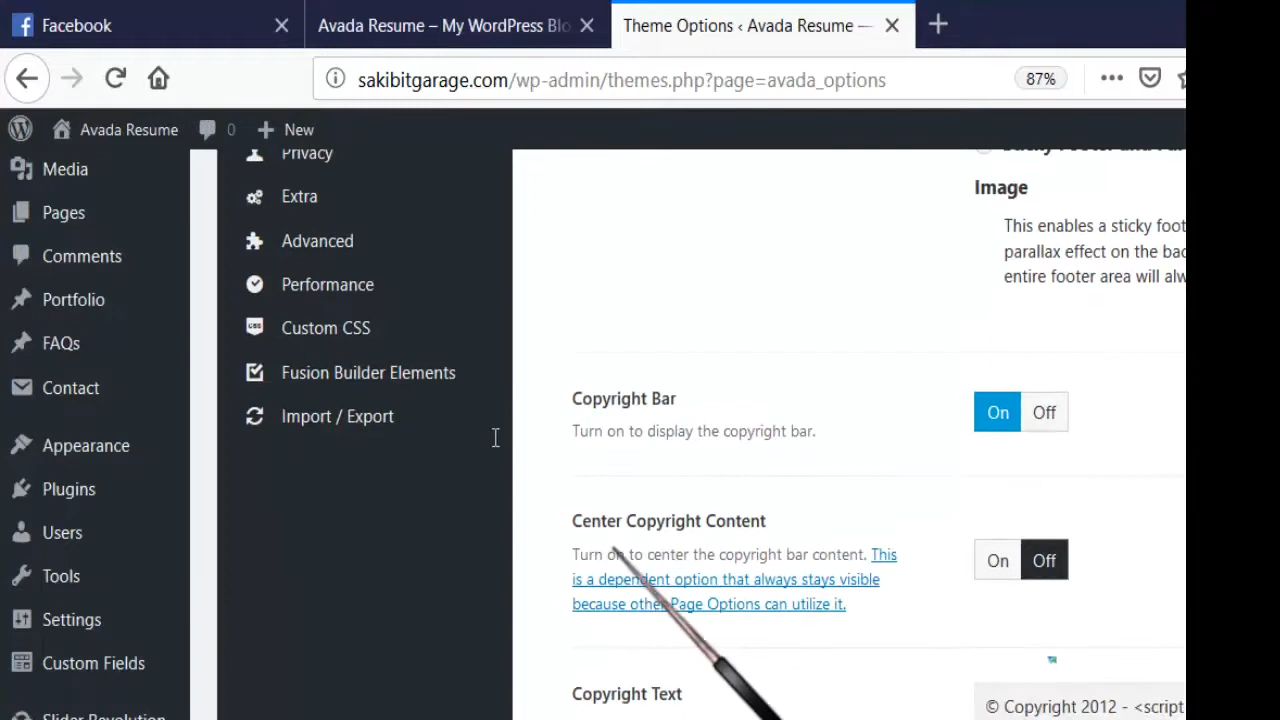 Facebook
Avada Resume – My WordPress Blo
Theme Options ‹ Avada Resume —
sakibitgarage.com/wp-admin/themes.php?page=avada_options
87%
Avada Resume
0
New
Media
Pages
Comments
Portfolio
FAQs
Contact
Appearance
Plugins
Users
Tools
Settings
Custom Fields
Slider Revolution
Privacy
Extra
Advanced
Performance
CSS
Custom CSS
Fusion Builder Elements
Import / Export
Image
This enables a sticky foot
parallax effect on the bac
entire footer area will alw
Copyright Bar
Turn on to display the copyright bar.
On Off
Center Copyright Content
Turn on to center the copyright bar content. This
is a dependent option that always stays visible
because other Page Options can utilize it.
On Off
Copyright Text
© Copyright 2012 - <script